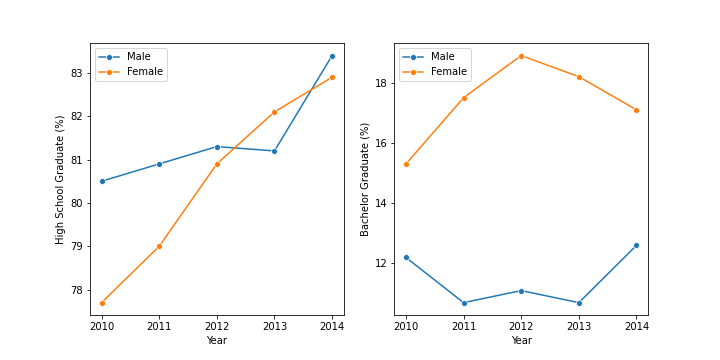 High School Graduate (%)
83
82
81
80
79
78
Male
Female
2010 2011 2012 2013 2014
Year
Bachelor Graduate (%)
18
16
14
12
Male
Female
2010 2011 2012 2013 2014
Year